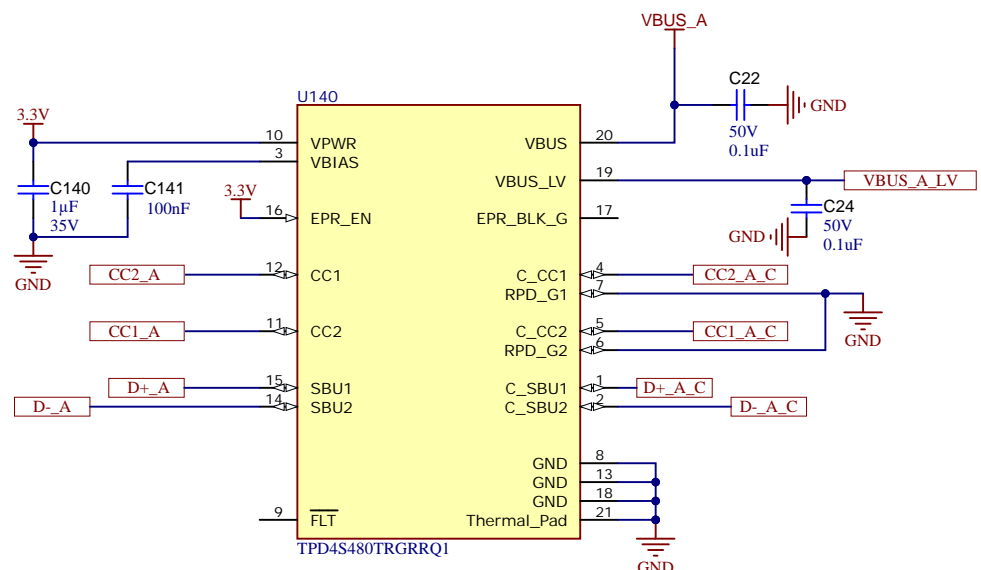 VBUS_A
C22
GND
50V
0.1uF
U140
3.3V
10
VPWR
VBUS
20
3
VBIAS
C140
1µF
35V
C141
100nF
VBUS_LV
19
VBUS_A_LV
3.3V
16
EPR_EN
EPR_BLK_G
17
C24
50V
0.1uF
GND
GND
CC2_A
12
CC1
C_CC1
4
CC2_A_C
RPD_G1
7
CC1_A
11
CC2
C_CC2
5
CC1_A_C
GND
RPD_G2
6
D+_A
15
SBU1
C_SBU1
1
D+_A_C
D-_A
14
SBU2
C_SBU2
2
D-_A_C
GND
8
GND
13
GND
18
9
FLT
Thermal_Pad
21
TPD4S480TRGRRQ1
GND